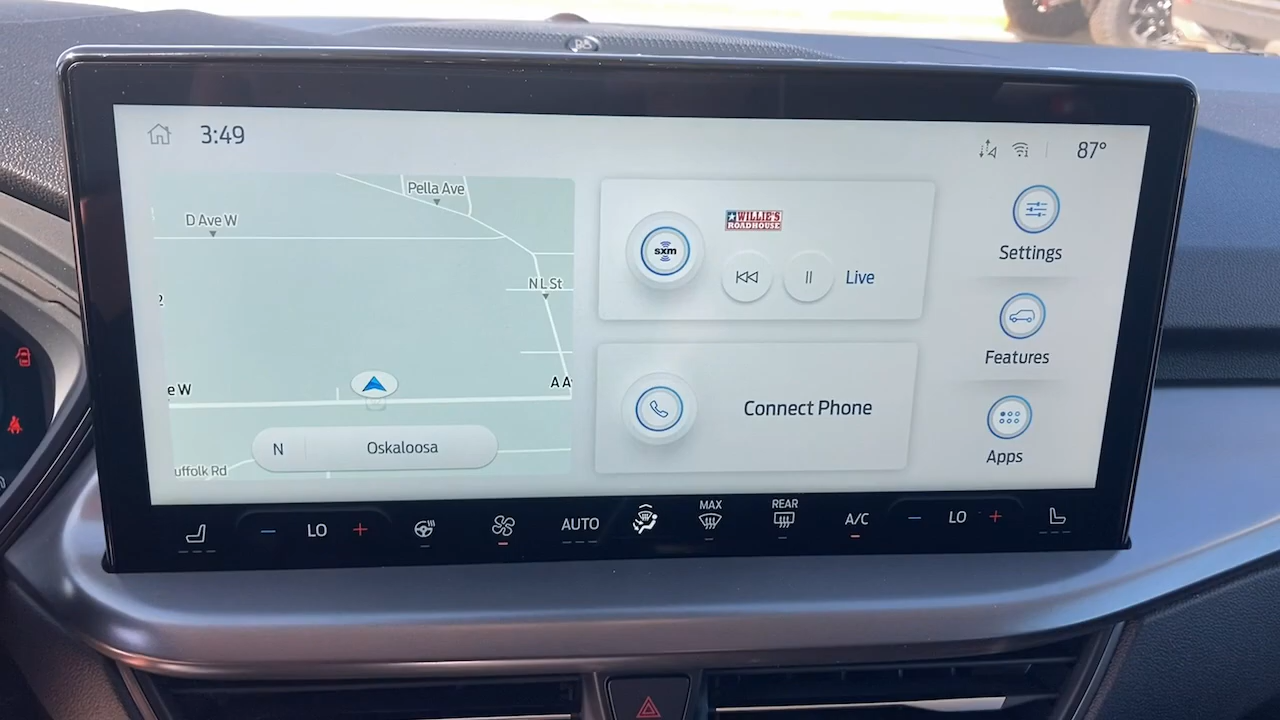 3:49
87°
Pella Ave
D Ave W
N L St
2
e W
A A
N
Oskaloosa
uffolk Rd
WILLIE'S
ROADHOUSE
sxm
Live
Connect Phone
Settings
Features
Apps
LO
AUTO
MAX
REAR
A/C
LO